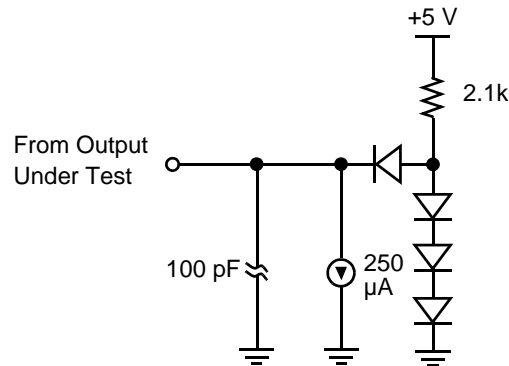 +5 V
2.1k
From Output
Under Test
100 pF
250
μA